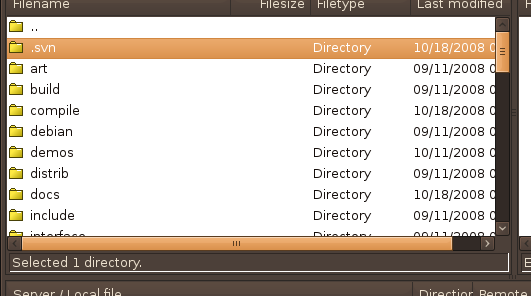 Filename Filesize Filetype Last modified
..
.svn Directory 10/18/2008 0
art Directory 09/11/2008 0
build Directory 09/11/2008 0
compile Directory 10/18/2008 0
debian Directory 09/11/2008 0
demos Directory 10/11/2008 0
distrib Directory 09/11/2008 0
docs Directory 10/18/2008 0
include Directory 09/11/2008 0
interface Directory 09/11/2008 0
Selected 1 directory.
Server / Local file Direction Remote